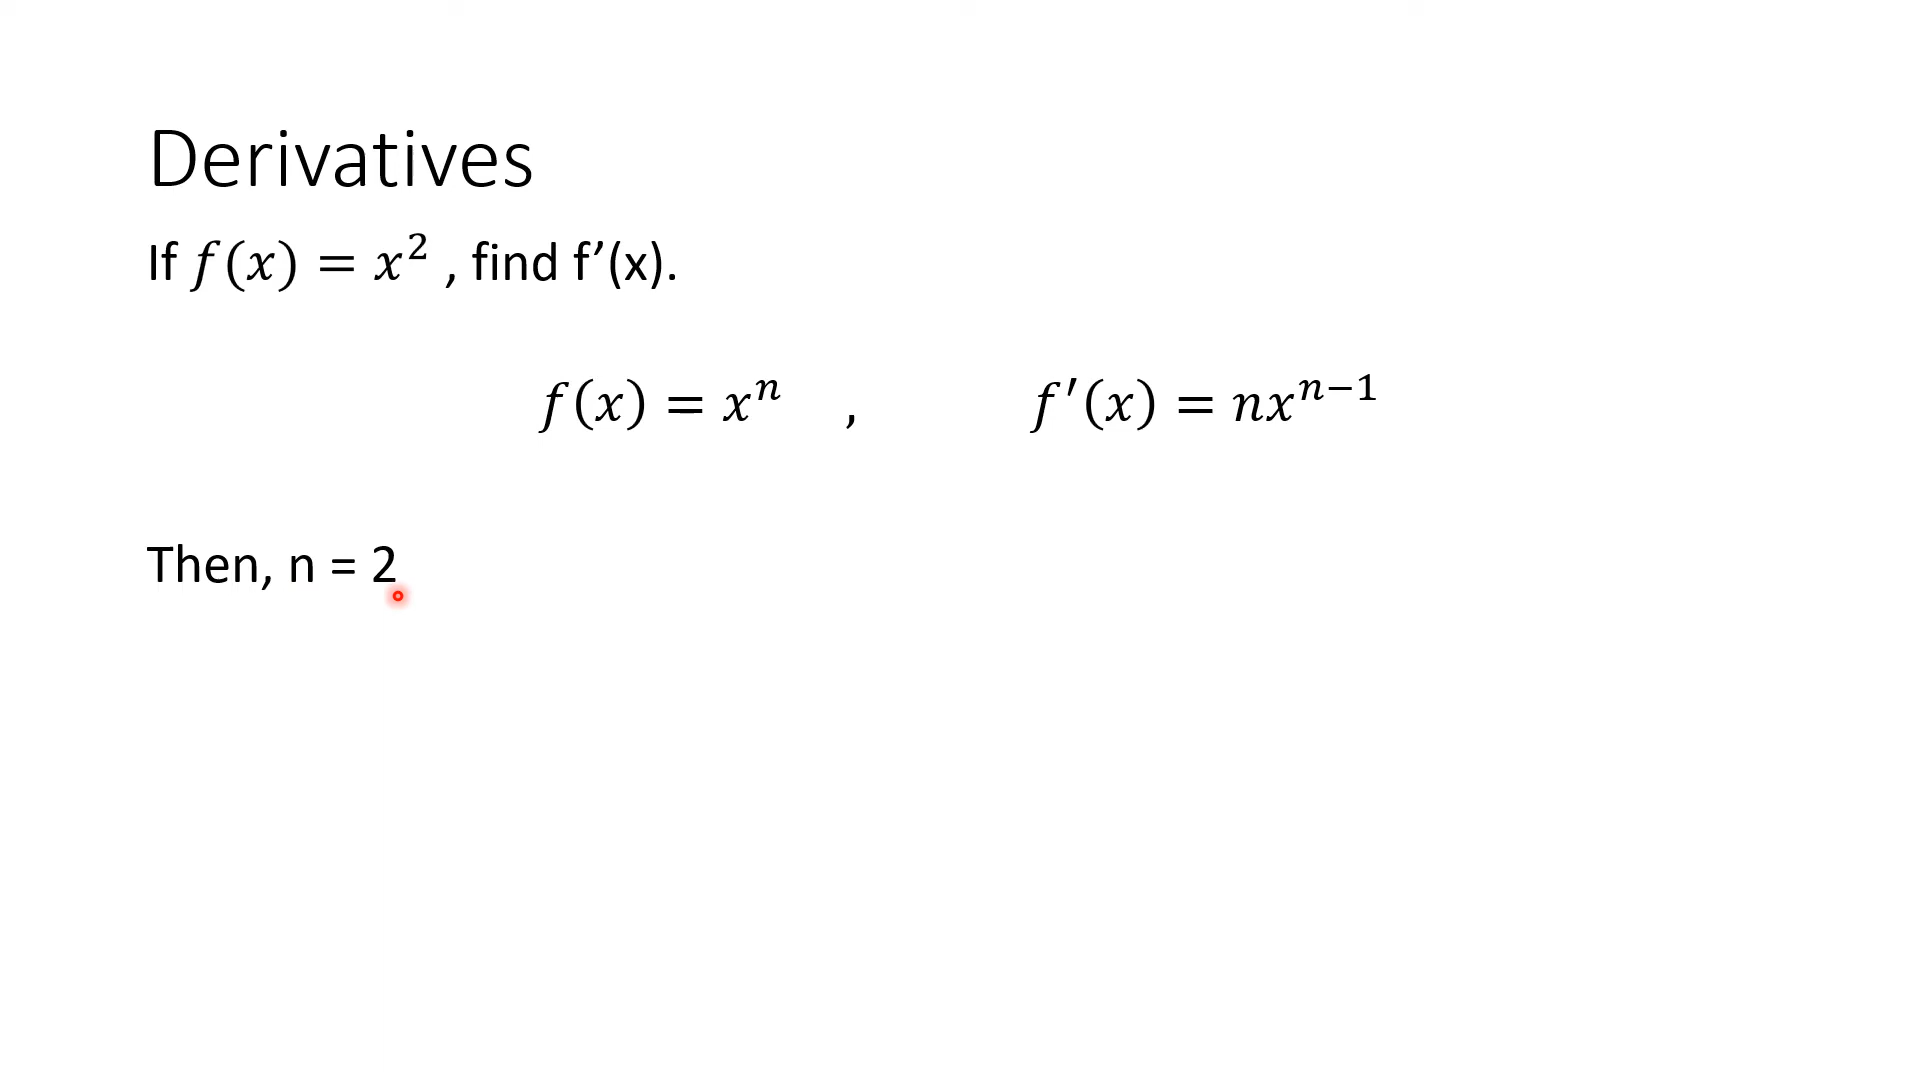 Derivatives
If f(x) = x² , find f’(x).
f(x) = xⁿ , f′(x) = nxⁿ⁻¹
Then, n = 2